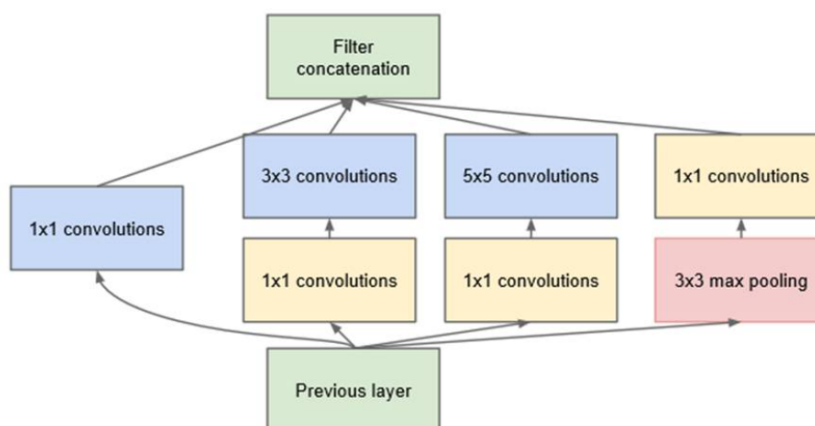 Filter
concatenation
3x3 convolutions
5x5 convolutions
1x1 convolutions
1x1 convolutions
1x1 convolutions
1x1 convolutions
3x3 max pooling
Previous layer